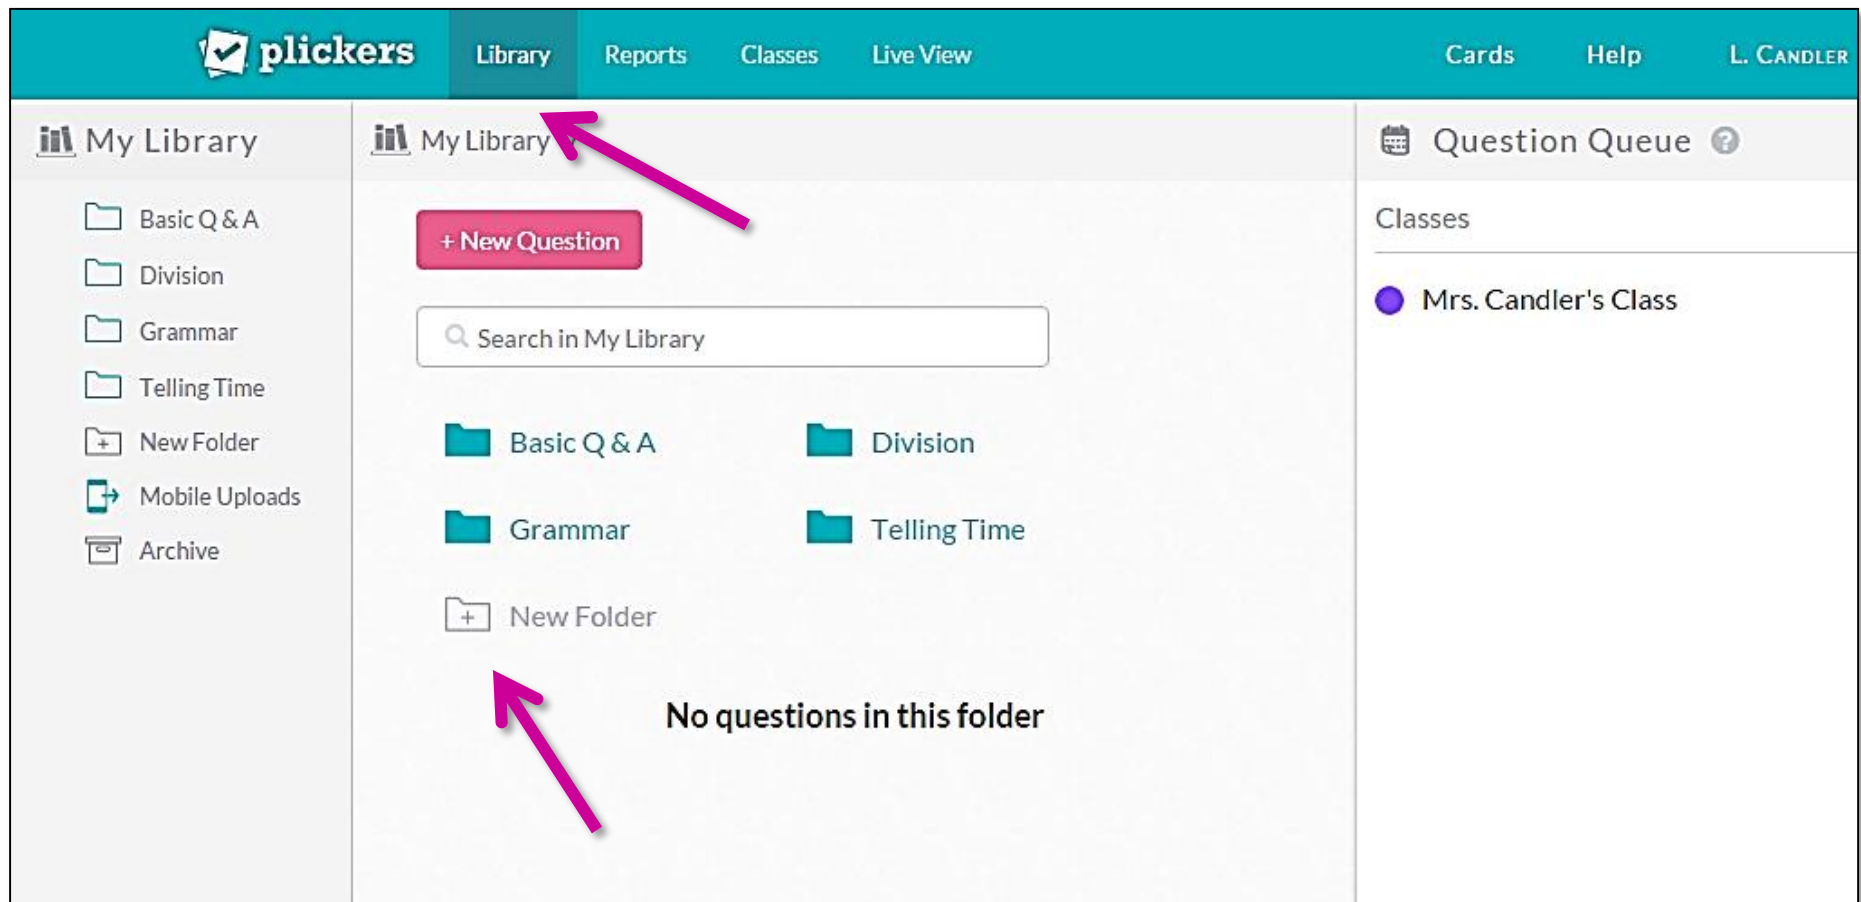 plickers Library Reports Classes Live View Cards Help L. CANDLER
My Library
Basic Q & A
Division
Grammar
Telling Time
New Folder
Mobile Uploads
Archive
My Library
+ New Question
Search in My Library
Basic Q & A Division
Grammar Telling Time
New Folder
No questions in this folder
Question Queue ?
Classes
Mrs. Candler's Class